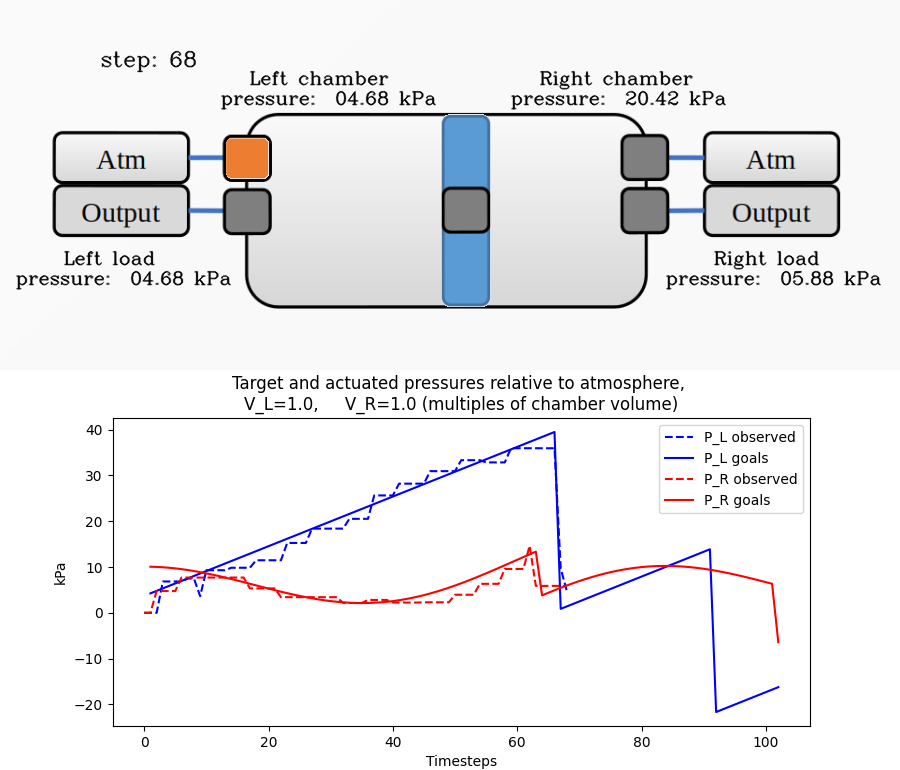 step: 68
Left chamber
pressure: 04.68 kPa
Right chamber
pressure: 20.42 kPa
Atm
Output
Atm
Output
Left load
pressure: 04.68 kPa
Right load
pressure: 05.88 kPa
Target and actuated pressures relative to atmosphere,
V_L=1.0, V_R=1.0 (multiples of chamber volume)
kPa
40
30
20
10
0
−10
−20
P_L observed
P_L goals
P_R observed
P_R goals
0 20 40 60 80 100
Timesteps